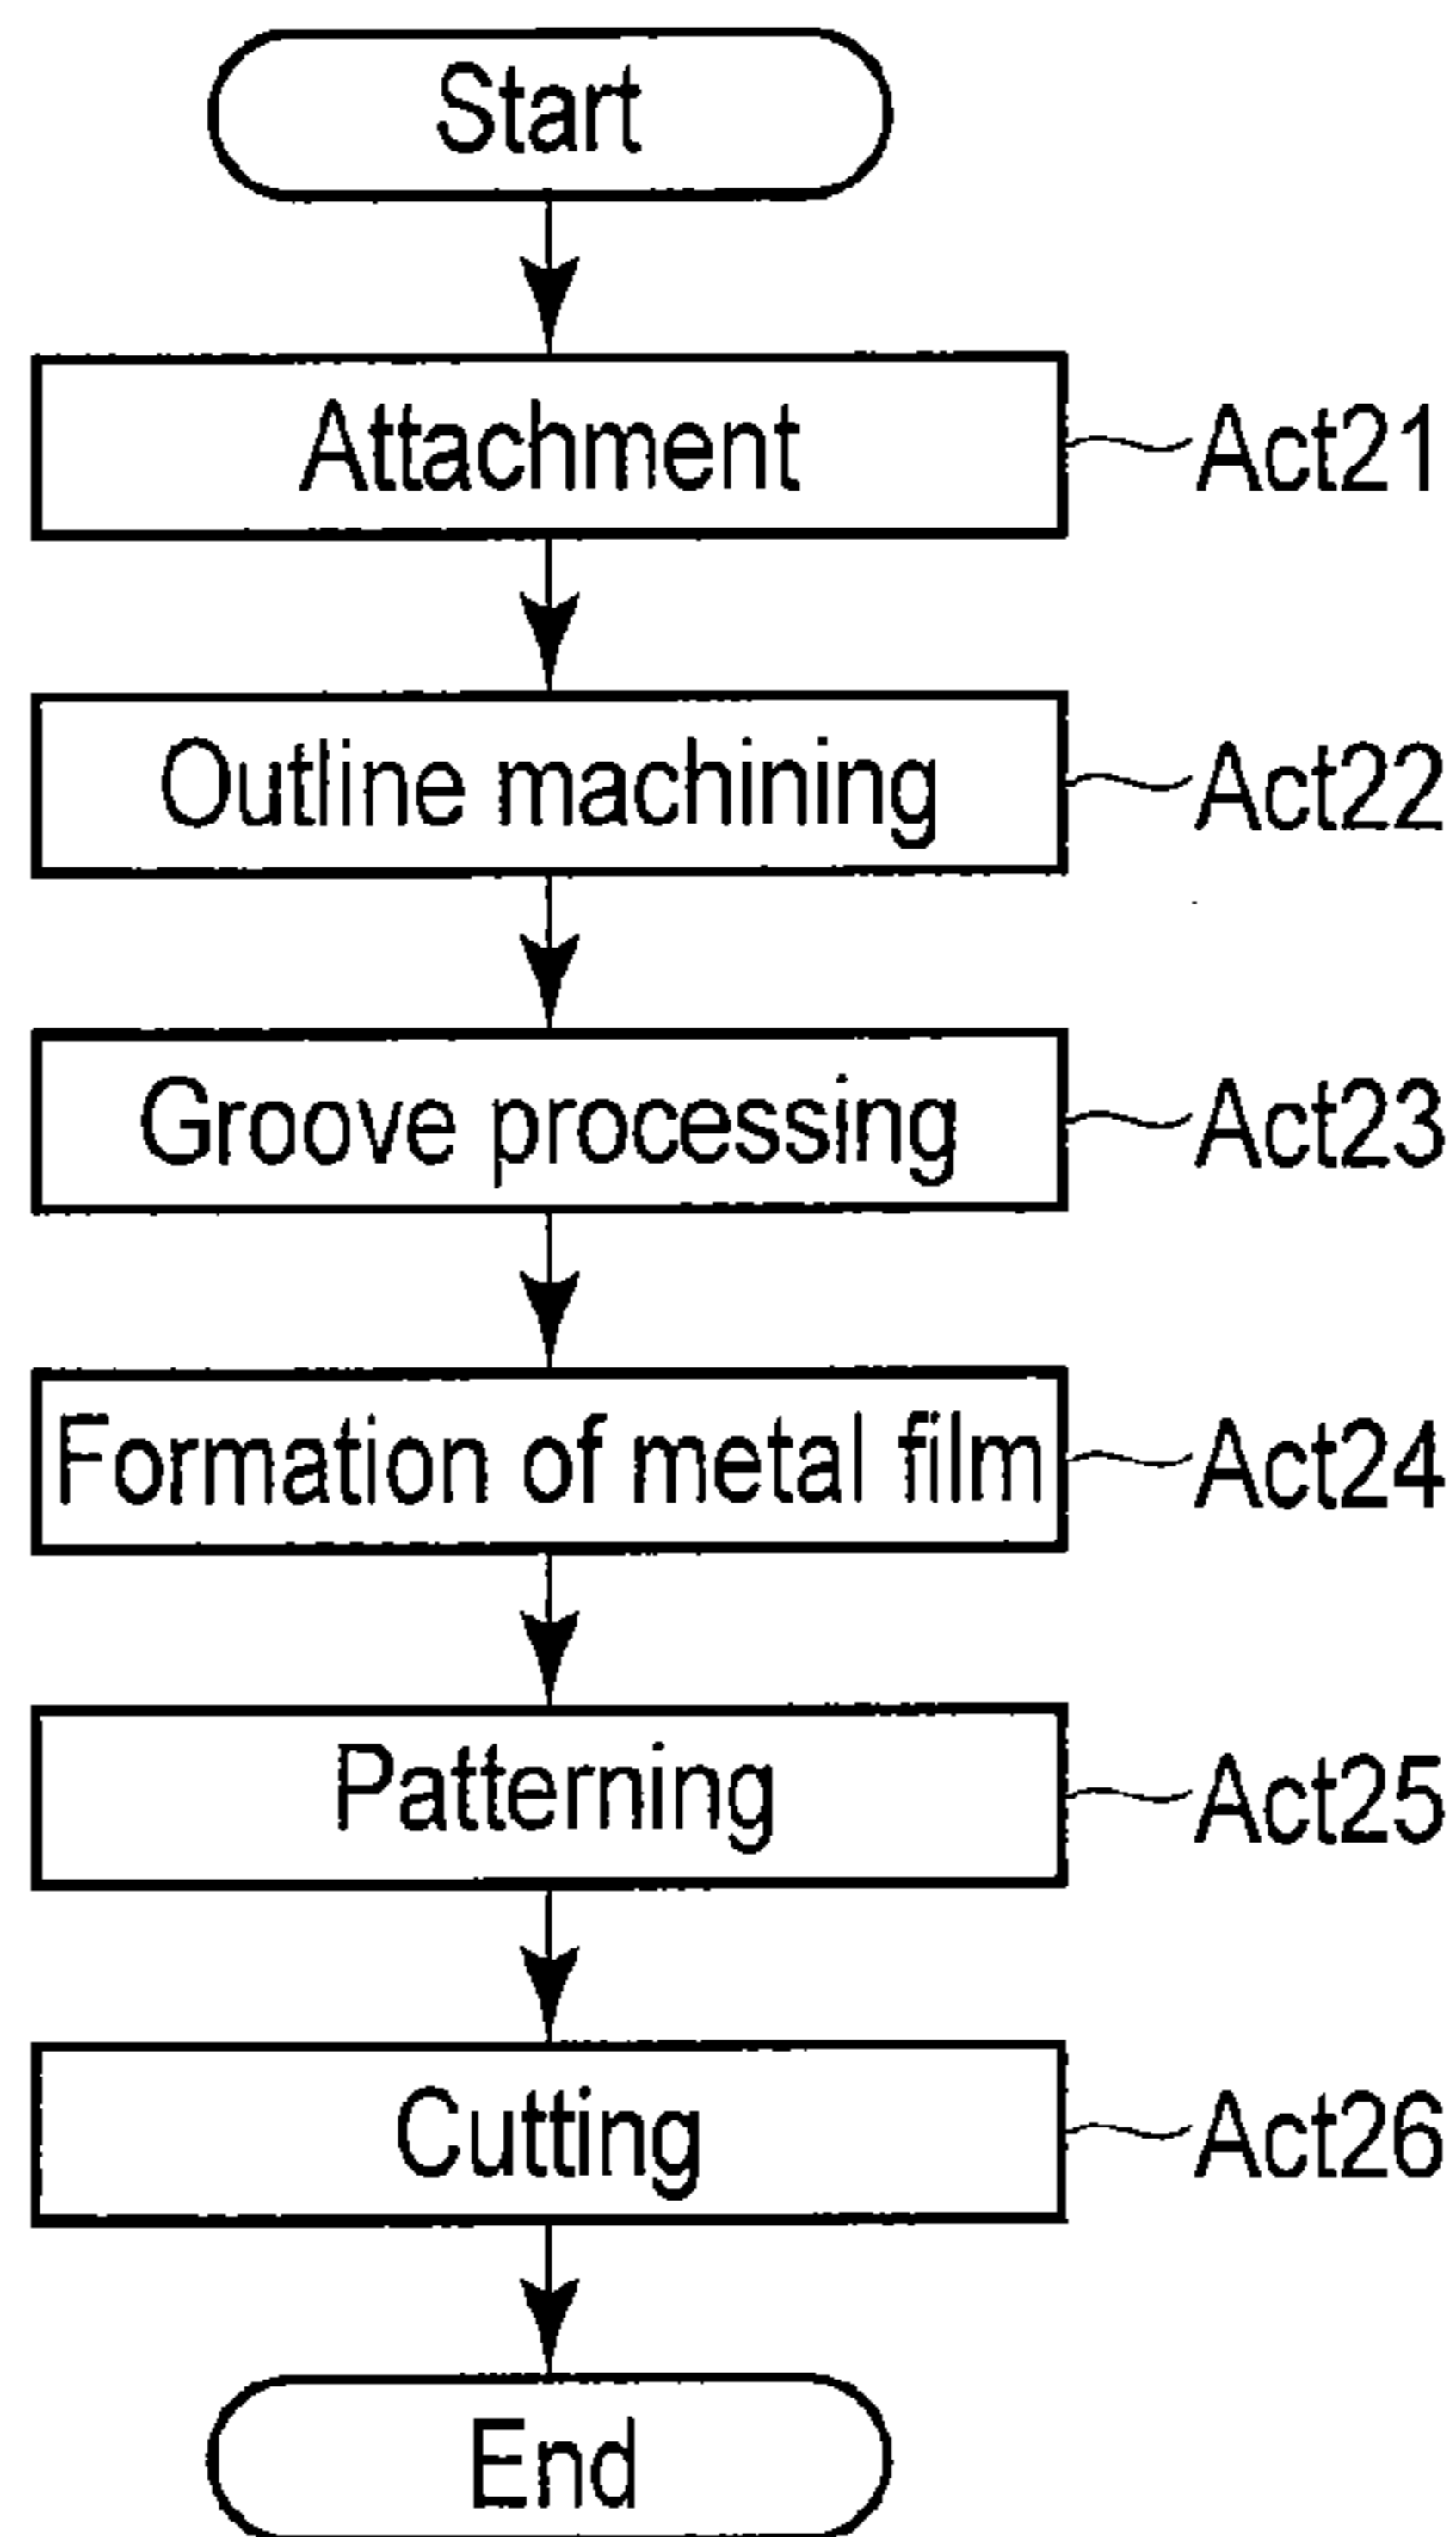 Start
Attachment Act21
Outline machining Act22
Groove processing Act23
Formation of metal film Act24
Patterning Act25
Cutting Act26
End